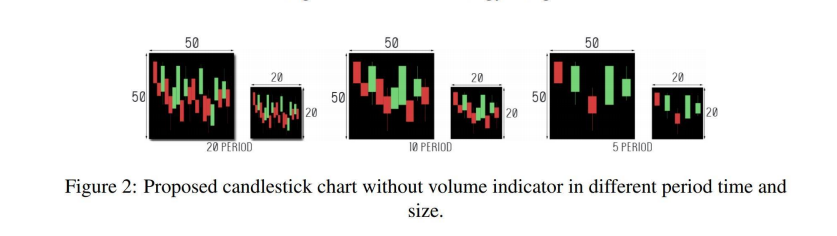 50
20
50
20
20 PERIOD
50
20
50
20
10 PERIOD
50
20
50
20
5 PERIOD
Figure 2: Proposed candlestick chart without volume indicator in different period time and
size.